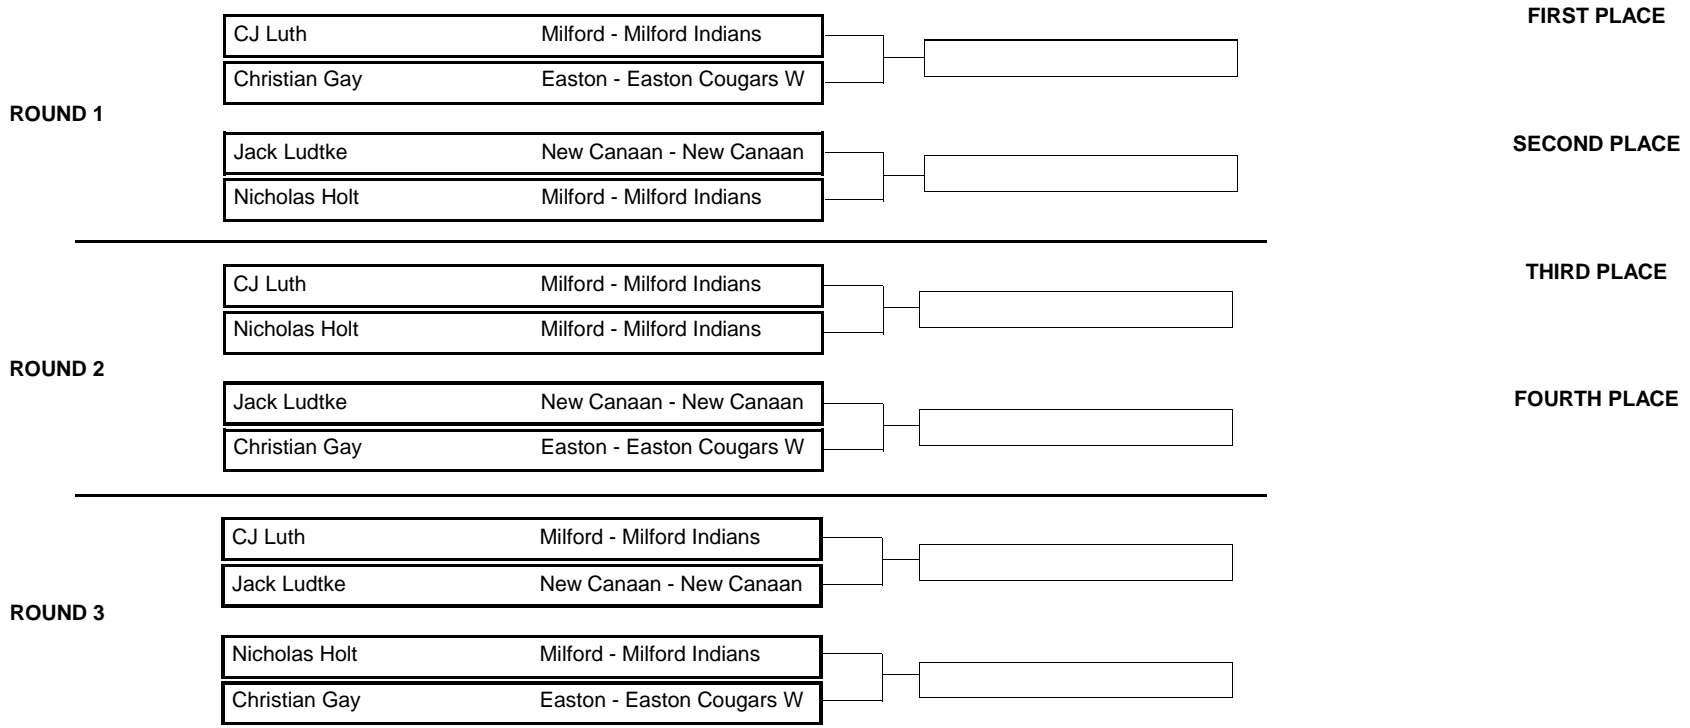 FIRST PLACE
CJ Luth Milford - Milford Indians
Christian Gay Easton - Easton Cougars W
ROUND 1
Jack Ludtke New Canaan - New Canaan
SECOND PLACE
Nicholas Holt Milford - Milford Indians
CJ Luth Milford - Milford Indians
THIRD PLACE
Nicholas Holt Milford - Milford Indians
ROUND 2
Jack Ludtke New Canaan - New Canaan
FOURTH PLACE
Christian Gay Easton - Easton Cougars W
CJ Luth Milford - Milford Indians
Jack Ludtke New Canaan - New Canaan
ROUND 3
Nicholas Holt Milford - Milford Indians
Christian Gay Easton - Easton Cougars W